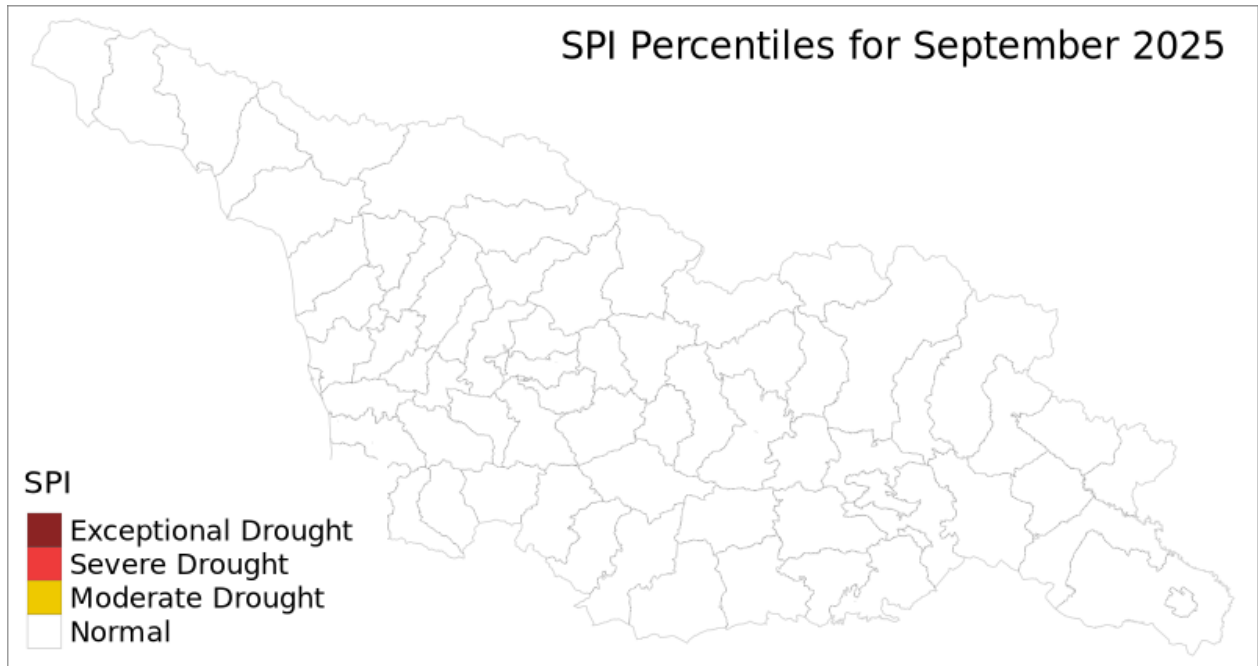 SPI Percentiles for September 2025
SPI
Exceptional Drought
Severe Drought
Moderate Drought
Normal